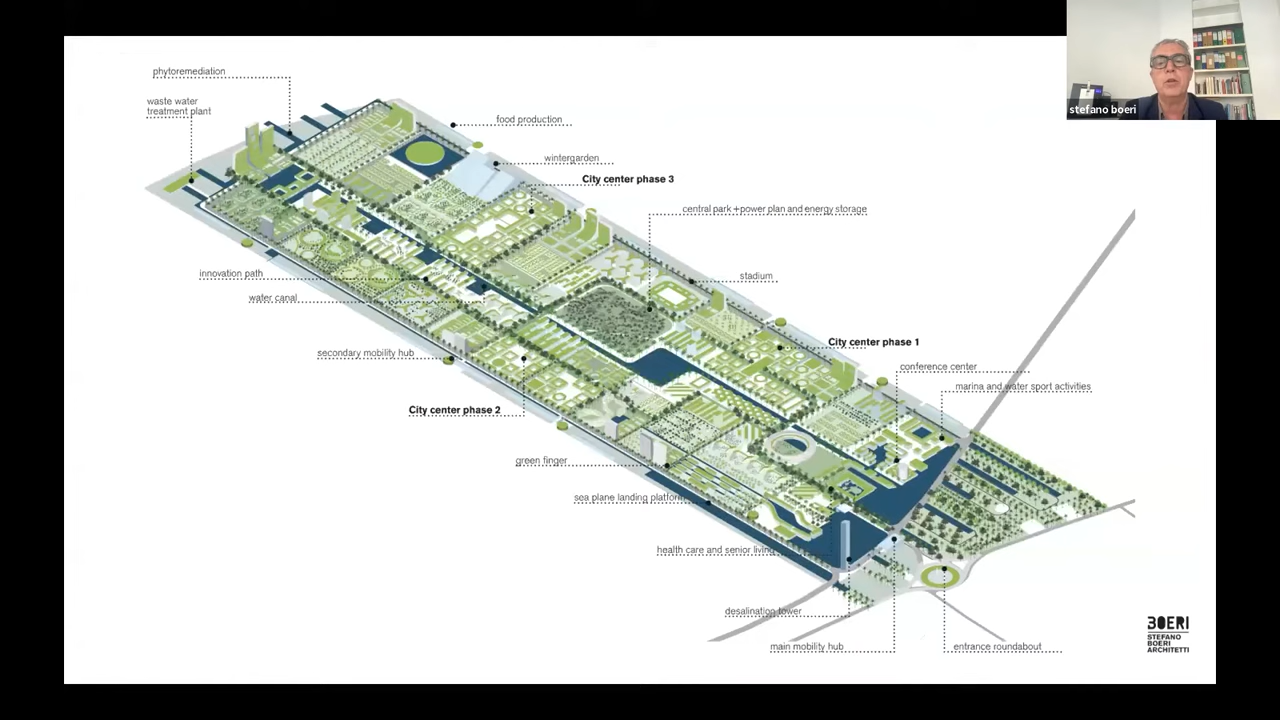 stefano boeri
phytoremediation
waste water
treatment plant
food production
wintergarden
City center phase 3
central park +power plan and energy storage
innovation path
stadium
water canal
City center phase 1
secondary mobility hub
conference center
marina and water sport activities
City center phase 2
green finger
sea plane landing platform
health care and senior living
desalination tower
main mobility hub
entrance roundabout
BOERI
STEFANO
BOERI
ARCHITETTI